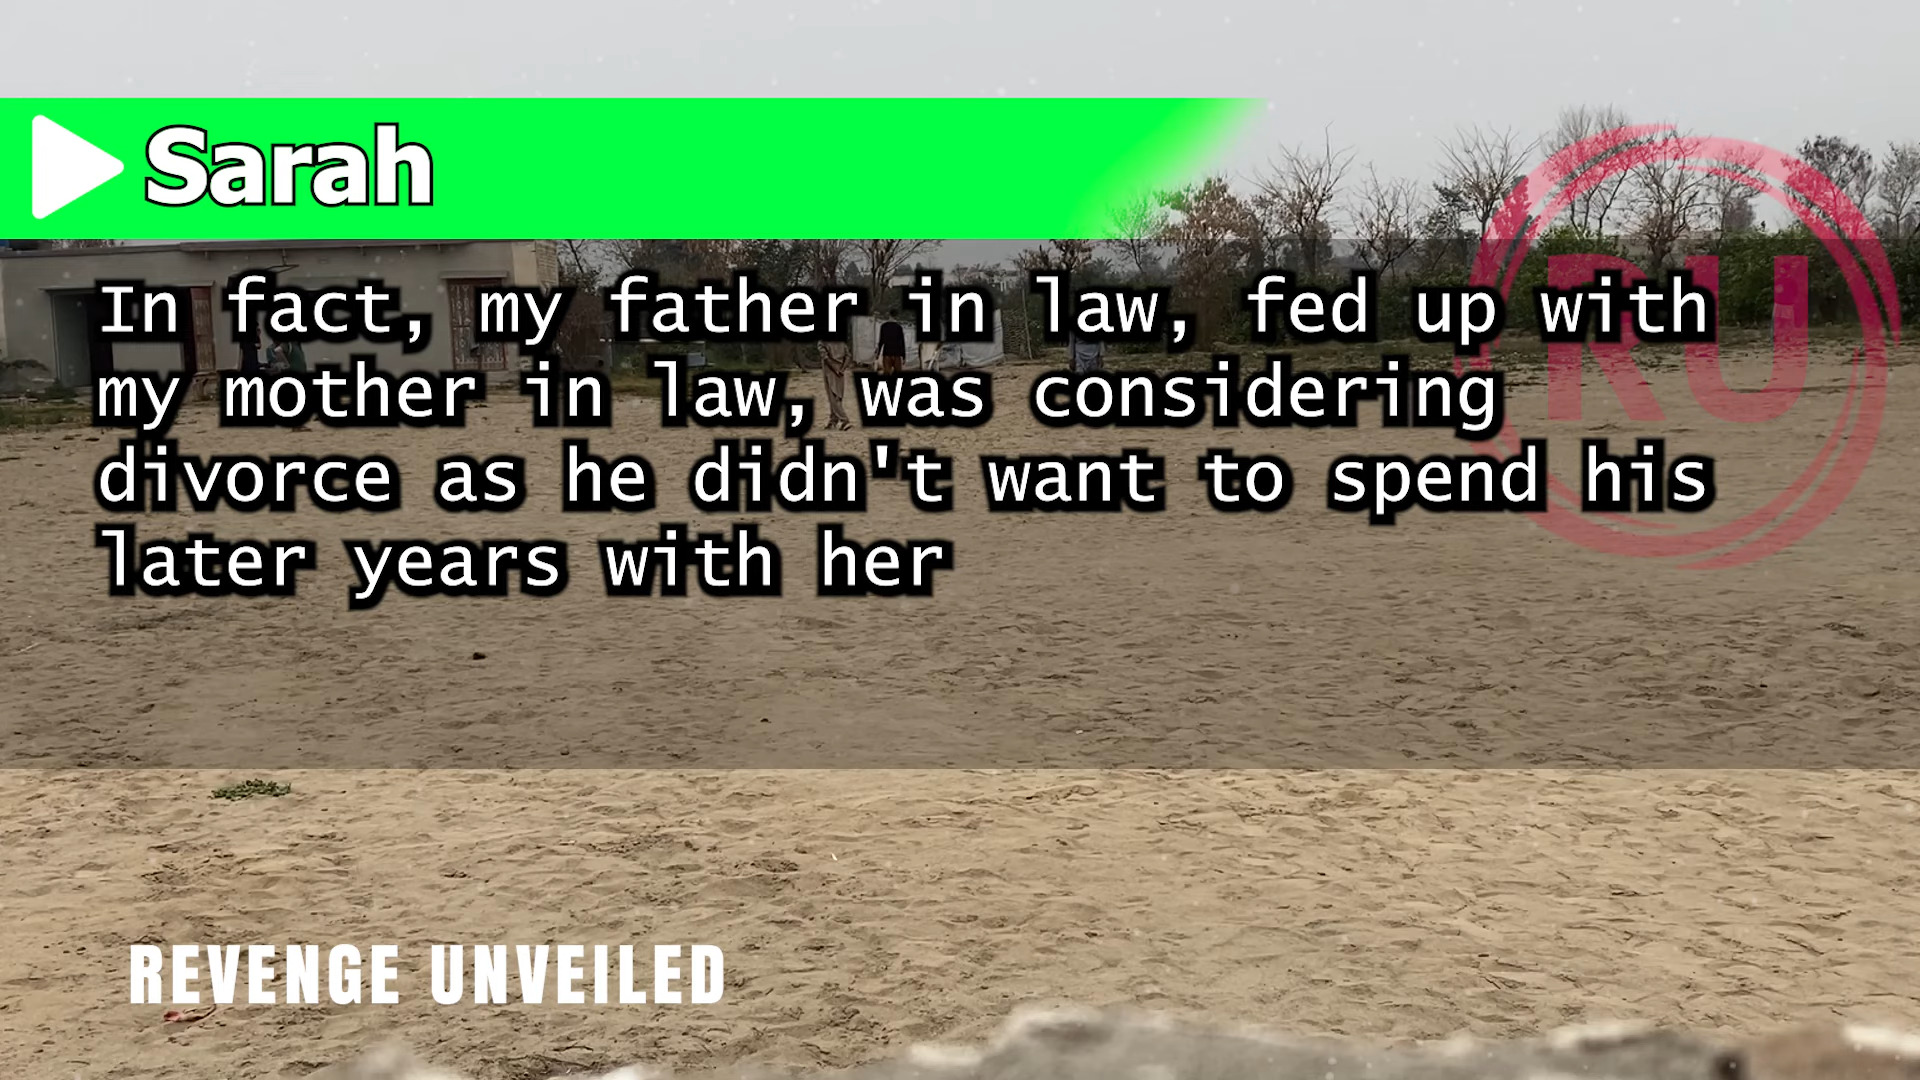 Sarah
RU
In fact, my father in law, fed up with
my mother in law, was considering
divorce as he didn't want to spend his
later years with her
REVENGE UNVEILED